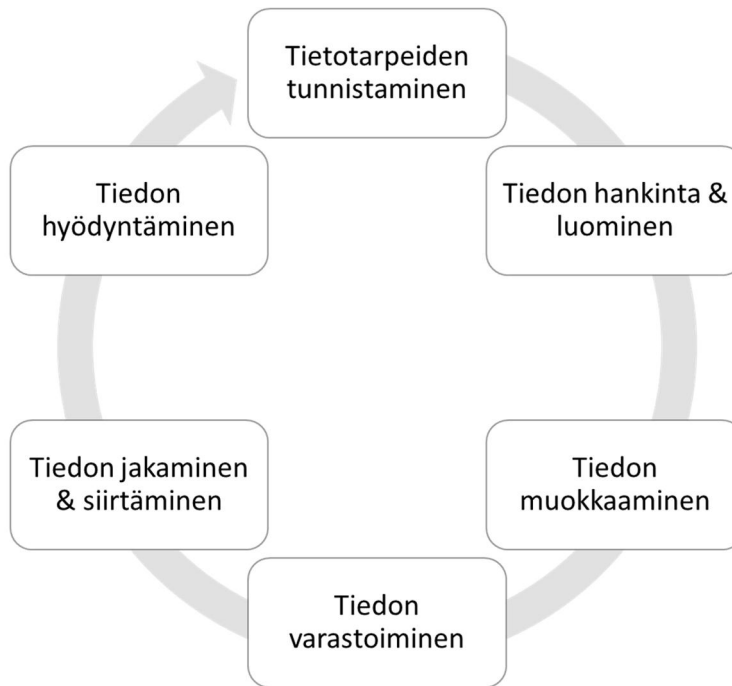 Tietotarpeiden
tunnistaminen
Tiedon hankinta &
luominen
Tiedon
muokkaaminen
Tiedon
varastoiminen
Tiedon jakaminen
& siirtäminen
Tiedon
hyödyntäminen